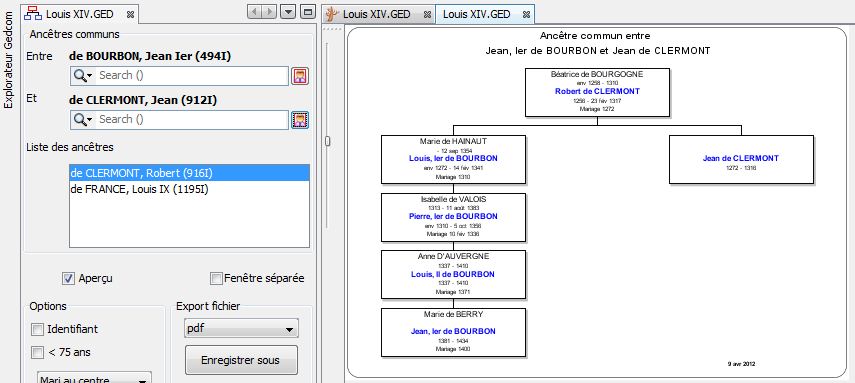 Explorateur Gedcom
Louis XIV.GED
Ancêtres communs
Entre de BOURBON, Jean Ier (494I)
Search ()
Et de CLERMONT, Jean (912I)
Search ()
Liste des ancêtres
de CLERMONT, Robert (916I)
de FRANCE, Louis IX (1195I)
Aperçu
Fenêtre séparée
Options
Identifiant
< 75 ans
Mari au centre
Export fichier
pdf
Enregistrer sous
Louis XIV.GED
Louis XIV.GED
Ancêtre commun entre
Jean, Ier de BOURBON et Jean de CLERMONT
Béatrice de BOURGOGNE
env 1258 - 1310
Robert de CLERMONT
1256 - 23 fév 1317
Mariage 1272
Marie de HAINAUT
- 12 sep 1354
Louis, Ier de BOURBON
env 1272 - 14 fév 1341
Mariage 1310
Jean de CLERMONT
1272 - 1316
Isabelle de VALOIS
1313 - 11 août 1383
Pierre, Ier de BOURBON
env 1310 - 5 oct 1356
Mariage 10 fév 1336
Anne D'AUVERGNE
1337 - 1410
Louis, II de BOURBON
1337 - 1410
Mariage 1371
Marie de BERRY
Jean, Ier de BOURBON
1381 - 1434
Mariage 1400
9 avr 2012